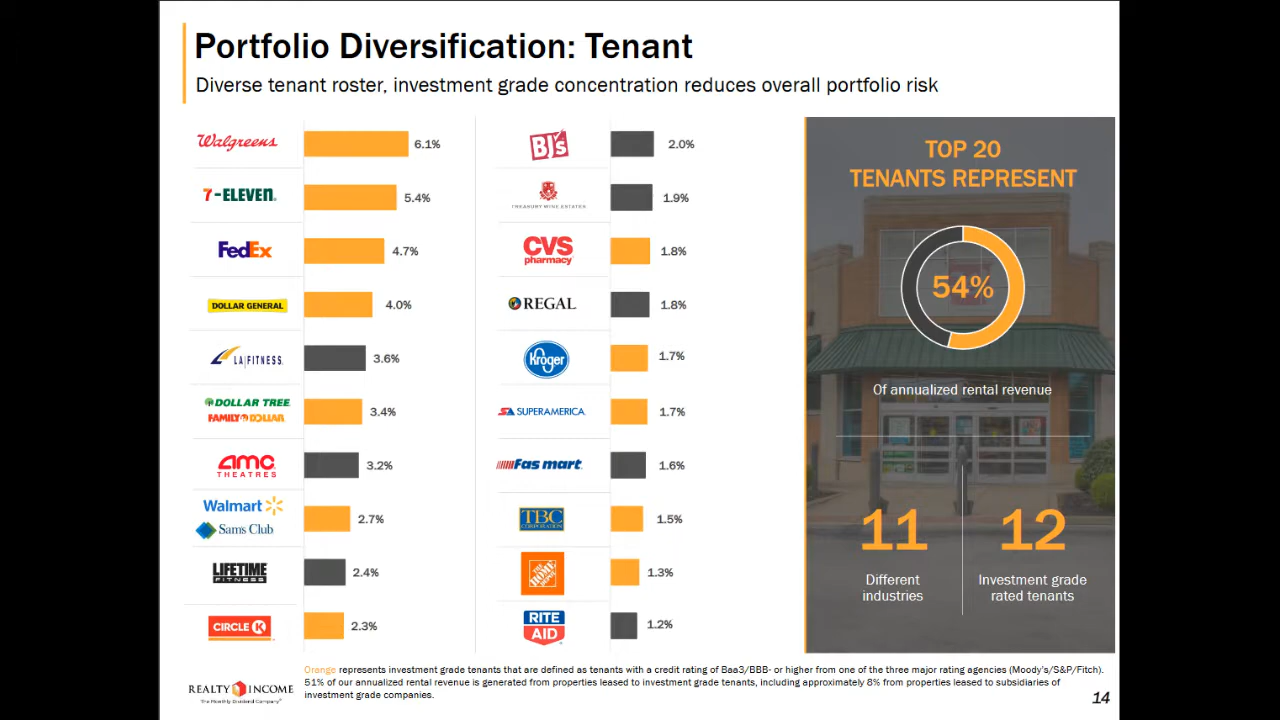 Portfolio Diversification: Tenant
Diverse tenant roster, investment grade concentration reduces overall portfolio risk
Walgreens 6.1%
7-ELEVEN 5.4%
FedEx 4.7%
DOLLAR GENERAL 4.0%
LA|FITNESS 3.6%
DOLLAR TREE
FAMILY DOLLAR 3.4%
amc
THEATRES 3.2%
Walmart
Sam's Club 2.7%
LIFETIME
FITNESS 2.4%
CIRCLE K 2.3%
BJ's 2.0%
TREASURY WINE ESTATES 1.9%
CVS
pharmacy 1.8%
REGAL 1.8%
Kroger 1.7%
SA SUPERAMERICA 1.7%
Fas mart 1.6%
TBC
CORPORATION 1.5%
THE
HOME
DEPOT 1.3%
RITE
AID 1.2%
TOP 20
TENANTS REPRESENT
54%
Of annualized rental revenue
11
Different
industries
12
Investment grade
rated tenants
Orange represents investment grade tenants that are defined as tenants with a credit rating of Baa3/BBB- or higher from one of the three major rating agencies (Moody's/S&P/Fitch).
51% of our annualized rental revenue is generated from properties leased to investment grade tenants, including approximately 8% from properties leased to subsidiaries of
investment grade companies.
REALTY INCOME
The Monthly Dividend Company®
14